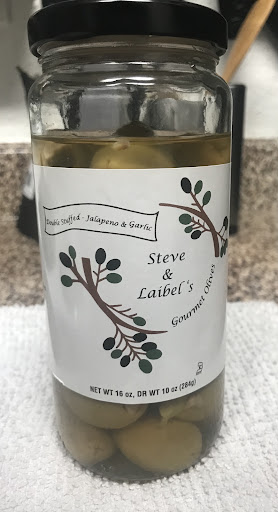 Double Stuffed - Jalapeno & Garlic
Steve
&
Laibel's
Gourmet Olives
NET WT 16 oz, DR WT 10 oz (284g)